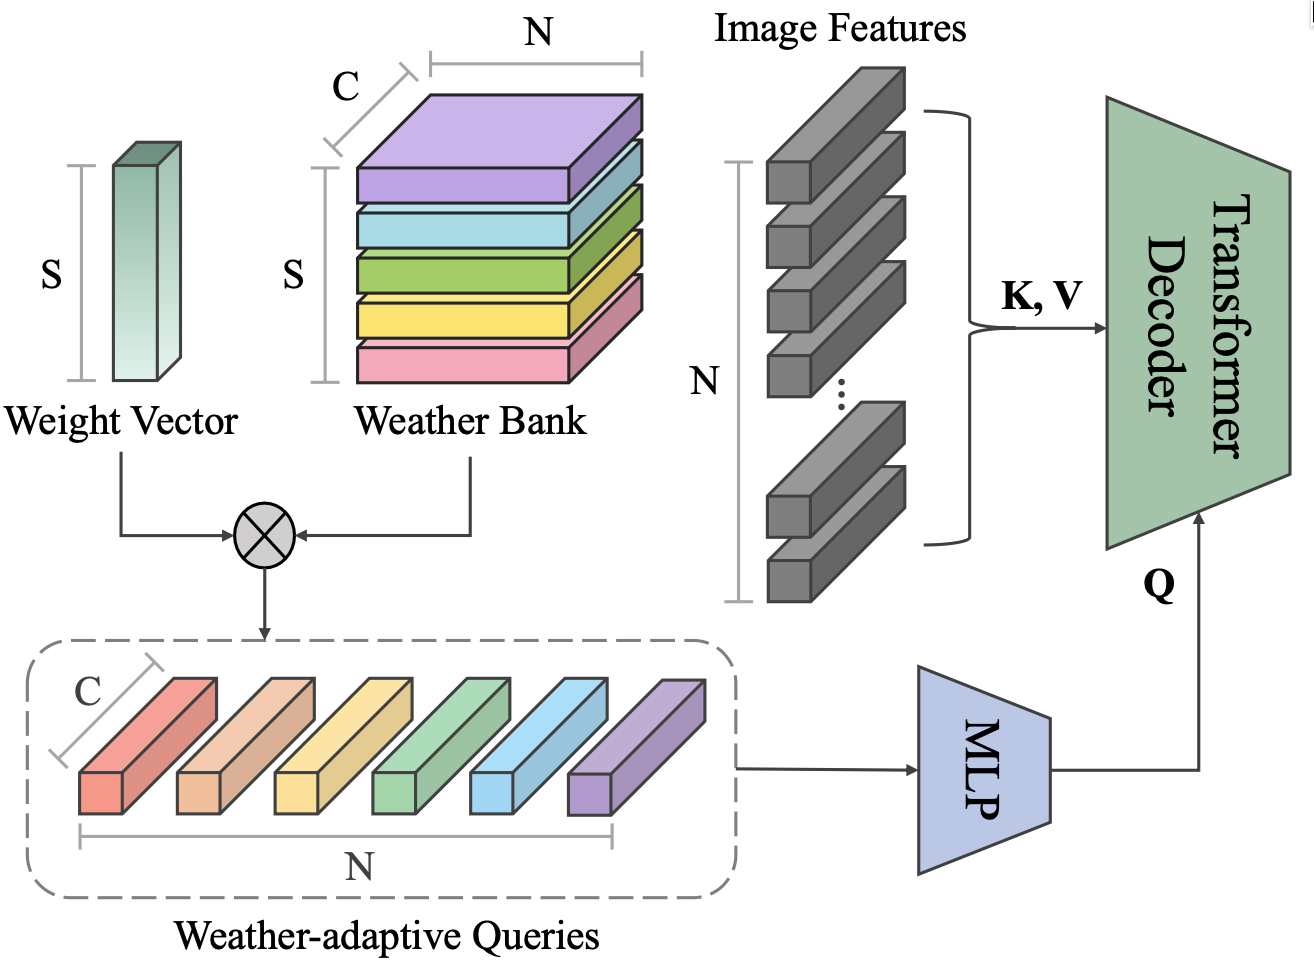 N
Image Features
C
S
S
N
K, V
Transformer
Decoder
Weight Vector
Weather Bank
Q
C
MLP
N
Weather-adaptive Queries